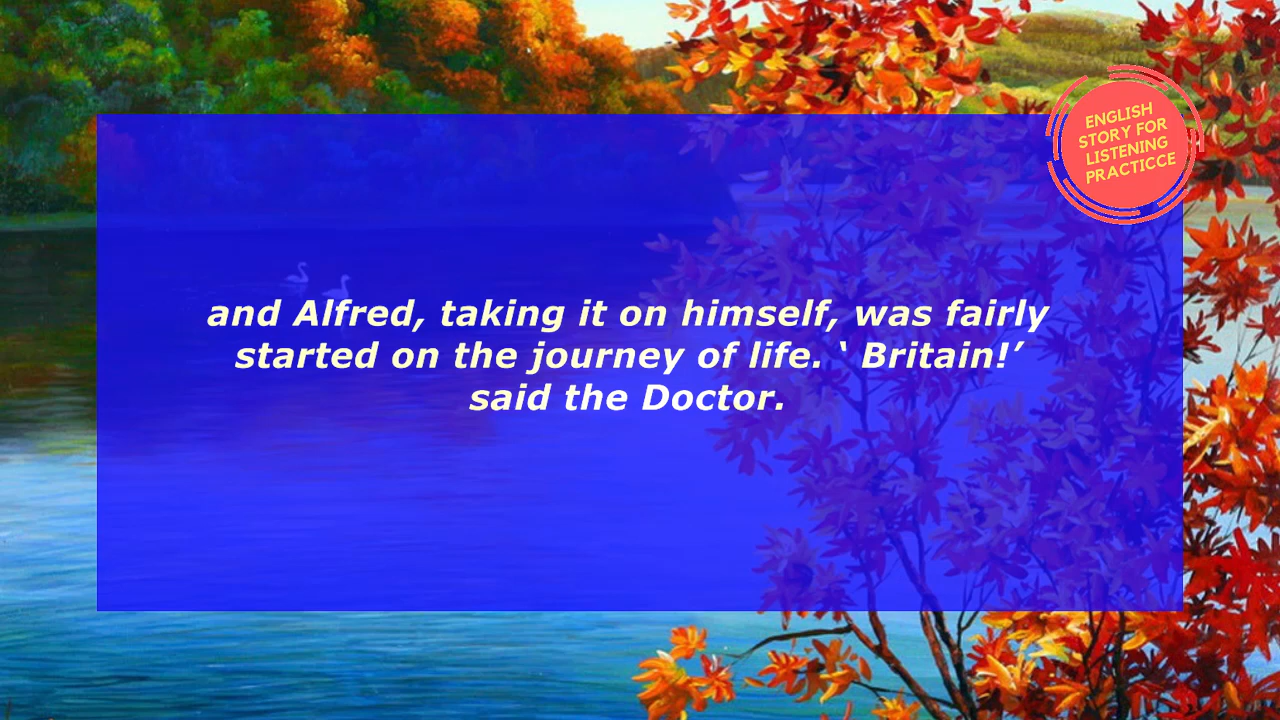 and Alfred, taking it on himself, was fairly
started on the journey of life. ‘ Britain!’
said the Doctor.
ENGLISH
STORY FOR
LISTENING
PRACTICCE